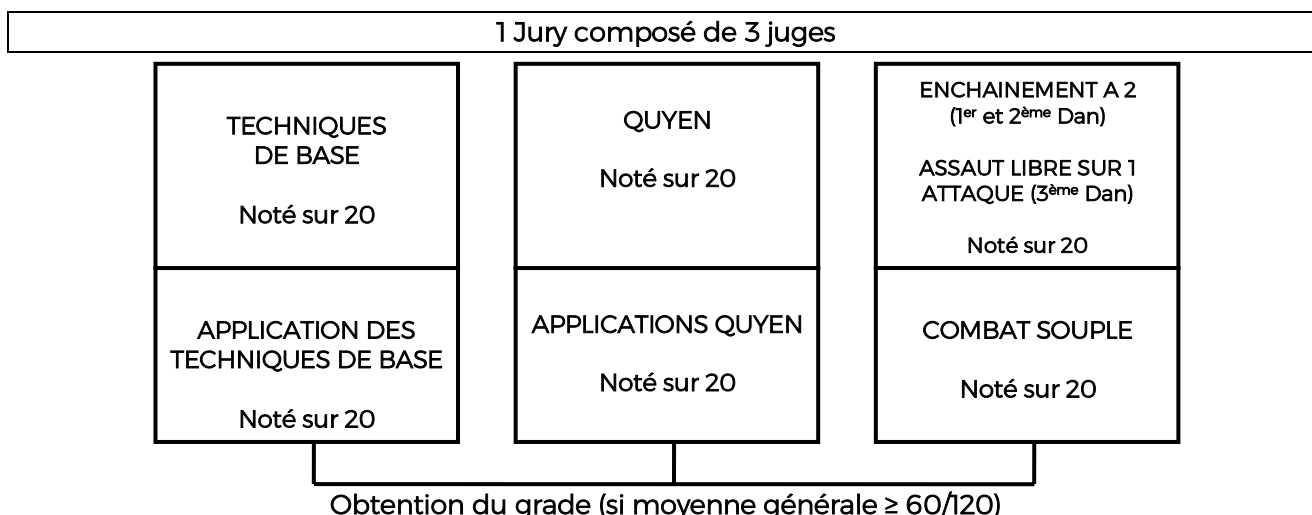 1 Jury composé de 3 juges
TECHNIQUES
DE BASE
Noté sur 20
QUYEN
Noté sur 20
ENCHAINEMENT A 2
(1er et 2ème Dan)
ASSAUT LIBRE SUR 1
ATTAQUE (3ème Dan)
Noté sur 20
APPLICATION DES
TECHNIQUES DE BASE
Noté sur 20
APPLICATIONS QUYEN
Noté sur 20
COMBAT SOUPLE
Noté sur 20
Obtention du grade (si moyenne générale ≥ 60/120)